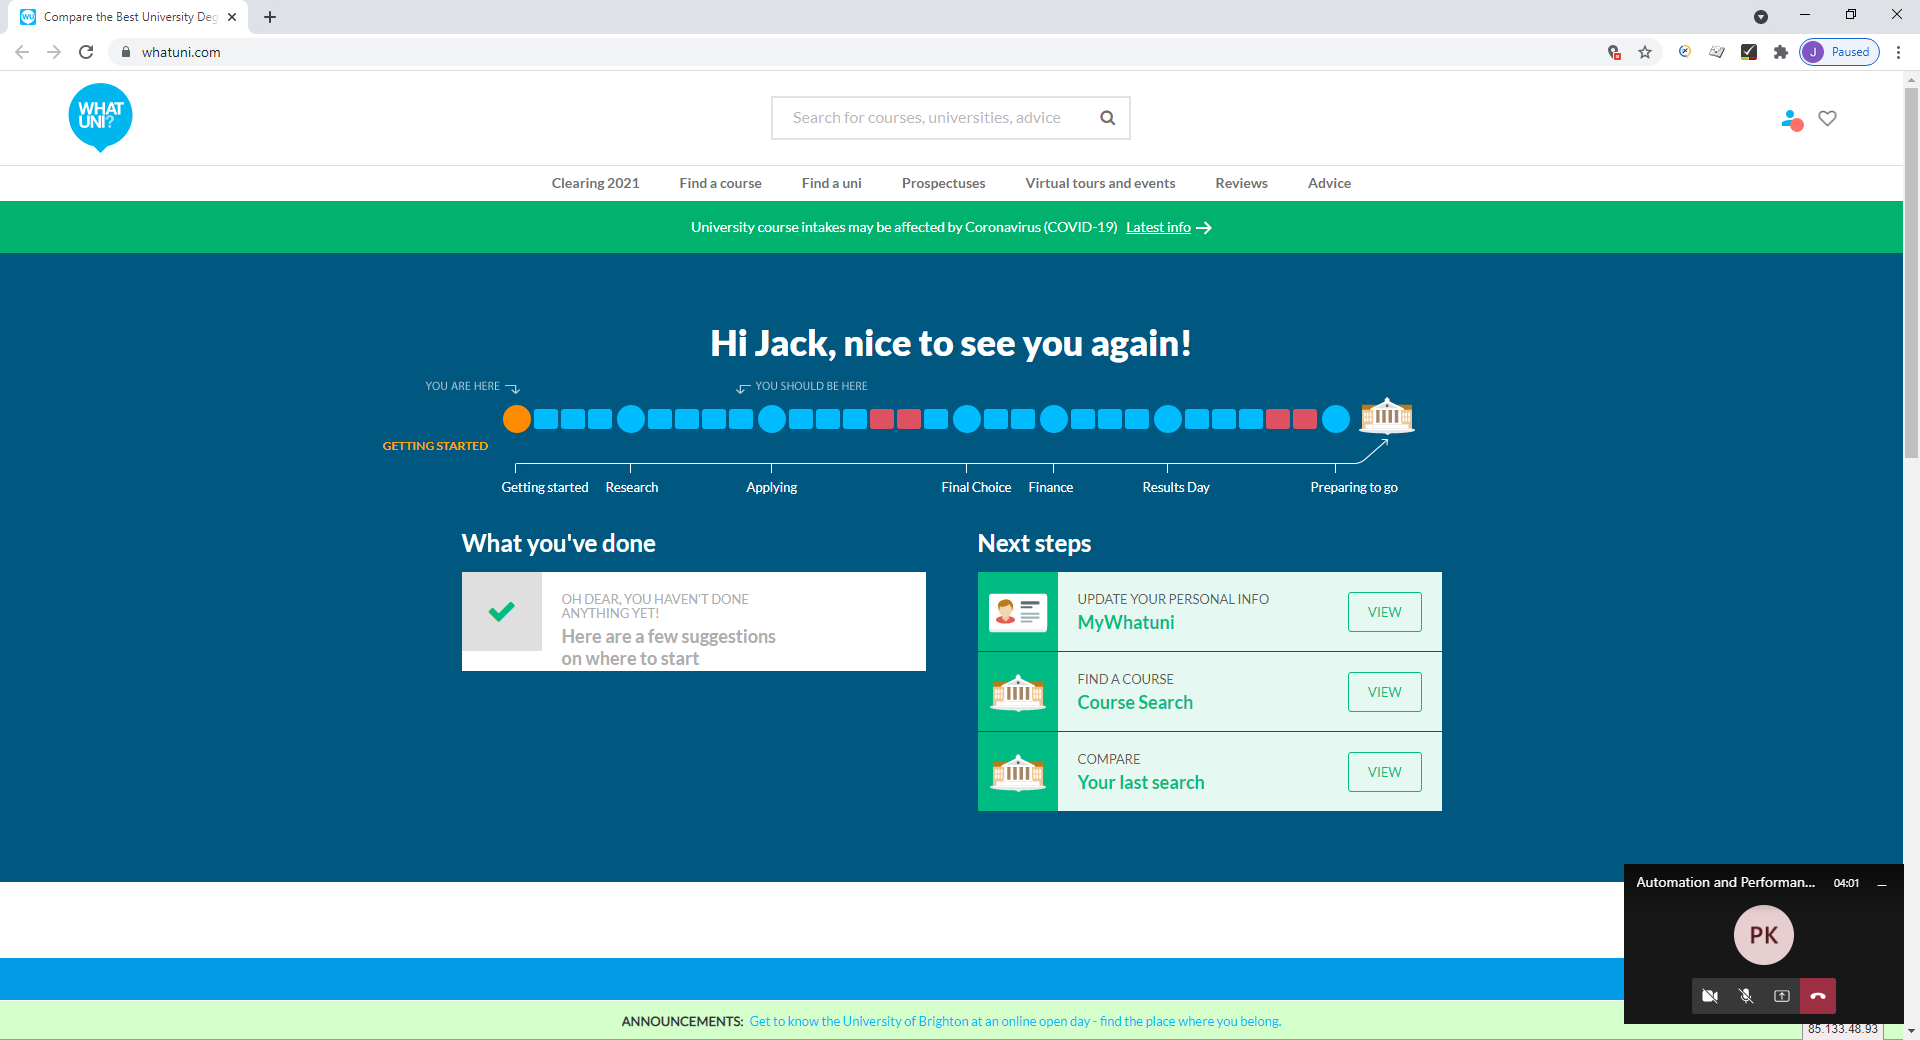 Compare the Best University Deg
whatuni.com
J Paused
WHAT
UNI?
Search for courses, universities, advice
Clearing 2021 Find a course Find a uni Prospectuses Virtual tours and events Reviews Advice
University course intakes may be affected by Coronavirus (COVID-19) Latest info
Hi Jack, nice to see you again!
YOU ARE HERE YOU SHOULD BE HERE
GETTING STARTED
Getting started Research Applying Final Choice Finance Results Day Preparing to go
What you've done
OH DEAR, YOU HAVEN'T DONE
ANYTHING YET!
Here are a few suggestions
on where to start
Next steps
UPDATE YOUR PERSONAL INFO
MyWhatuni
VIEW
FIND A COURSE
Course Search
VIEW
COMPARE
Your last search
VIEW
Automation and Performan... 04:01
PK
ANNOUNCEMENTS: Get to know the University of Brighton at an online open day - find the place where you belong.
85.133.48.93